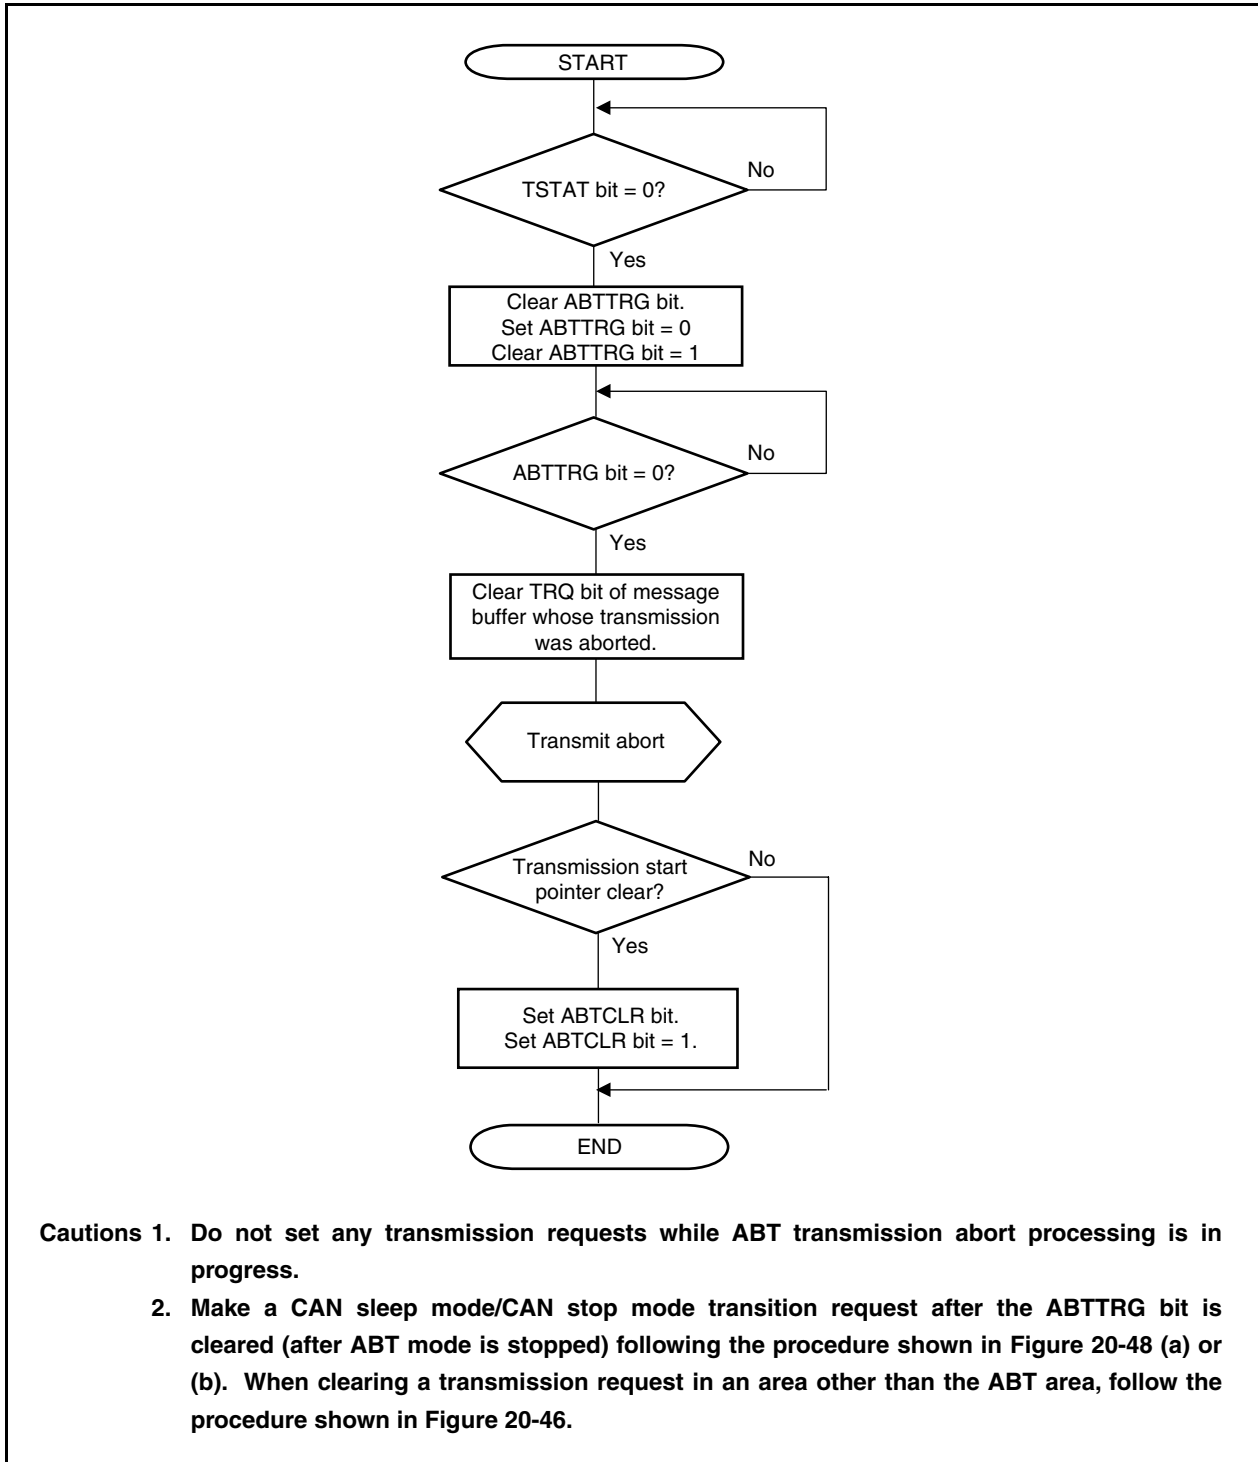 START
No
TSTAT bit = 0?
Yes
Clear ABTTRG bit.
Set ABTTRG bit = 0
Clear ABTTRG bit = 1
No
ABTTRG bit = 0?
Yes
Clear TRQ bit of message
buffer whose transmission
was aborted.
Transmit abort
No
Transmission start
pointer clear?
Yes
Set ABTCLR bit.
Set ABTCLR bit = 1.
END
Cautions 1. Do not set any transmission requests while ABT transmission abort processing is in
progress.
2. Make a CAN sleep mode/CAN stop mode transition request after the ABTTRG bit is
cleared (after ABT mode is stopped) following the procedure shown in Figure 20-48 (a) or
(b). When clearing a transmission request in an area other than the ABT area, follow the
procedure shown in Figure 20-46.